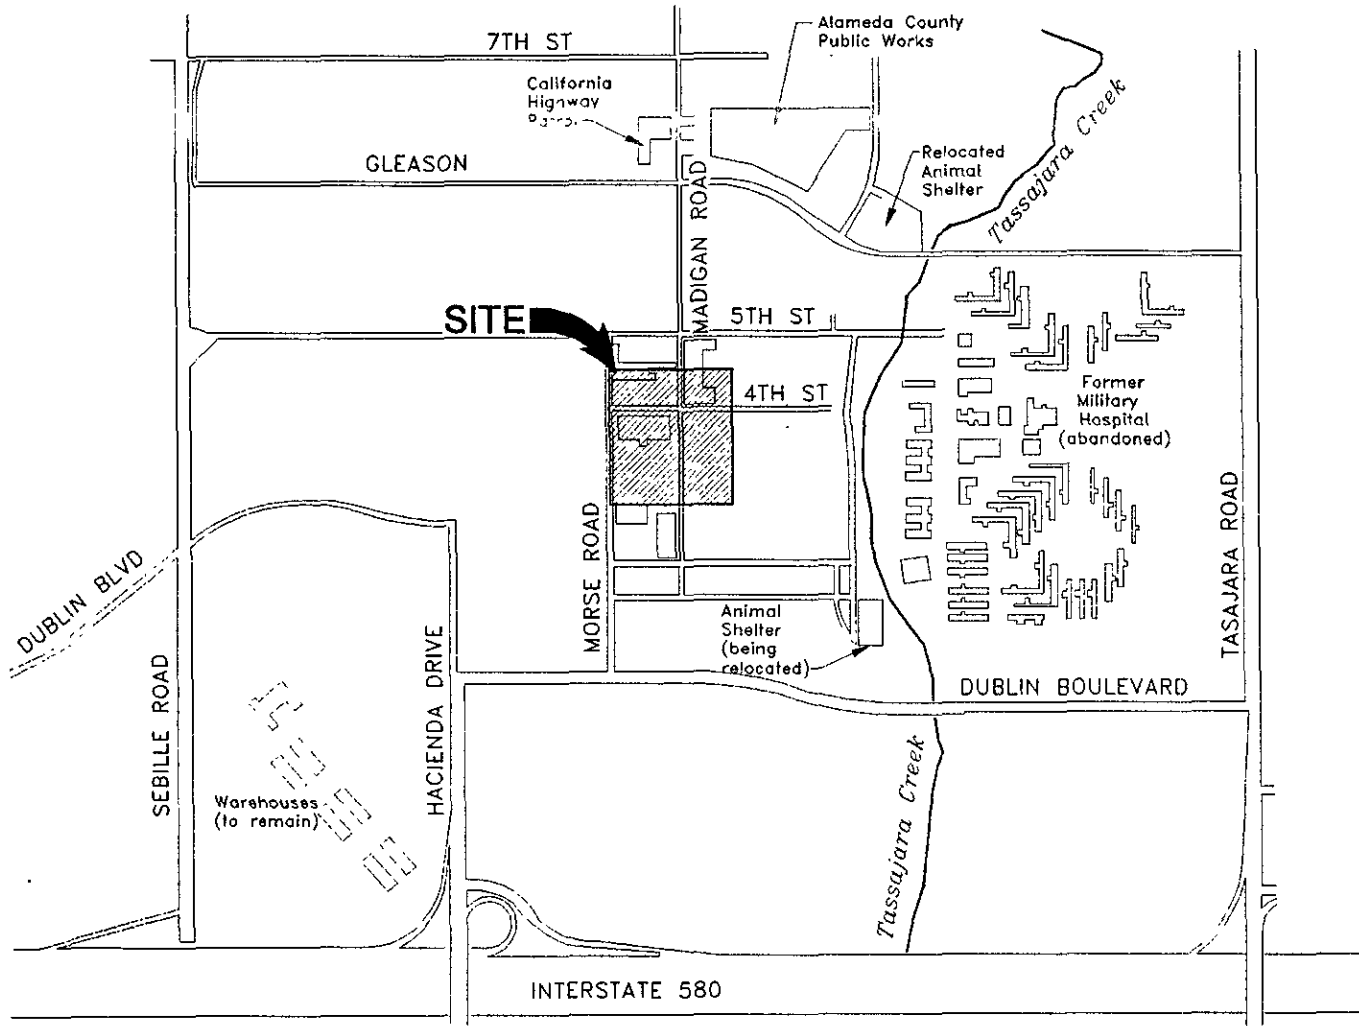 7TH ST
Alameda County
Public Works
California
Highway
Tassajara Creek
GLEASON
Relocated
Animal
Shelter
MADIGAN ROAD
SITE
5TH ST
4TH ST
Former
Military
Hospital
(abandoned)
MORSE ROAD
DUBLIN BLVD
SEBILLE ROAD
HACIENDA DRIVE
TASAJARA ROAD
Animal
Shelter
(being
relocated)
DUBLIN BOULEVARD
Warehouses
(to remain)
Tassajara Creek
INTERSTATE 580